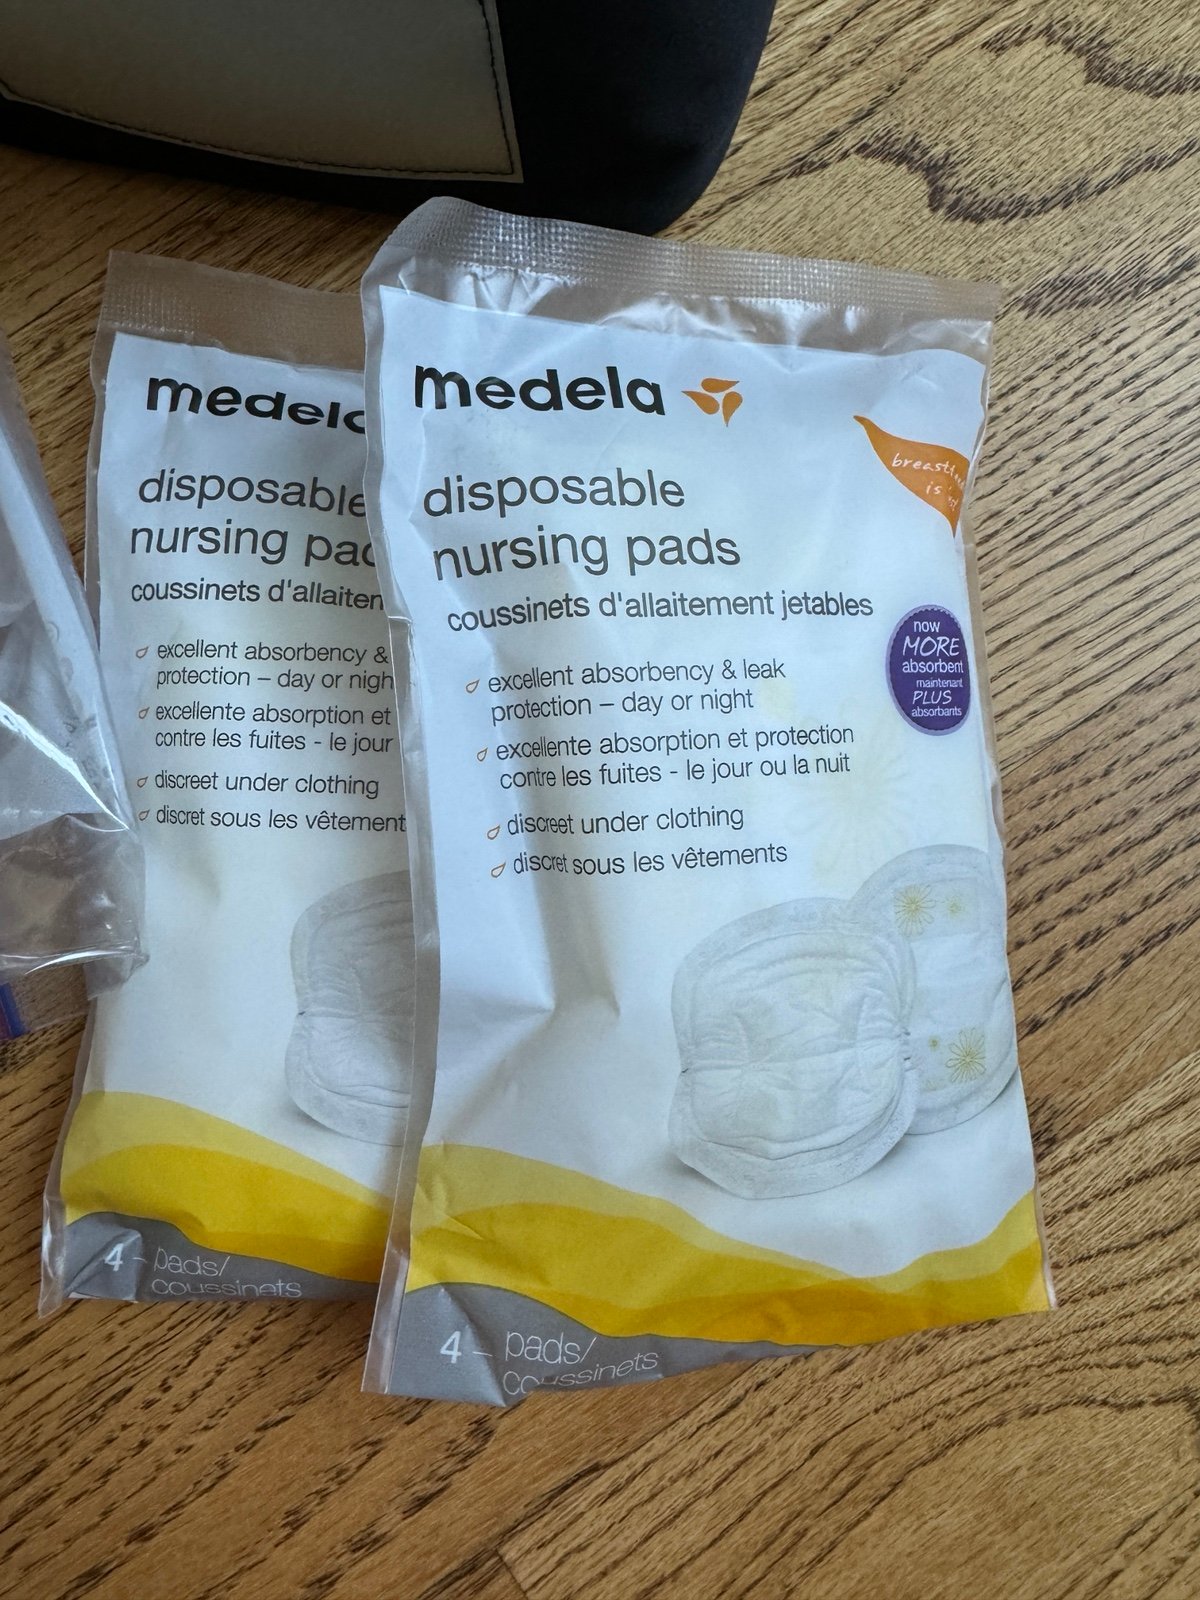 medela
disposable
nursing pads
coussinets d'allaitement jetables
excellent absorbency & leak
protection – day or night
excellente absorption et protection
contre les fuites - le jour ou la nuit
discreet under clothing
discret sous les vêtements
is
now
MORE
absorbent
maintenant
PLUS
absorbants
4 – pads/
coussinets
medela
disposable
nursing
coussinets
excellent absorbency &
protection – day or
excellente absorption et
contre les fuites - le jour
discreet under clothing
discret sous les
4 – pads/
coussinets